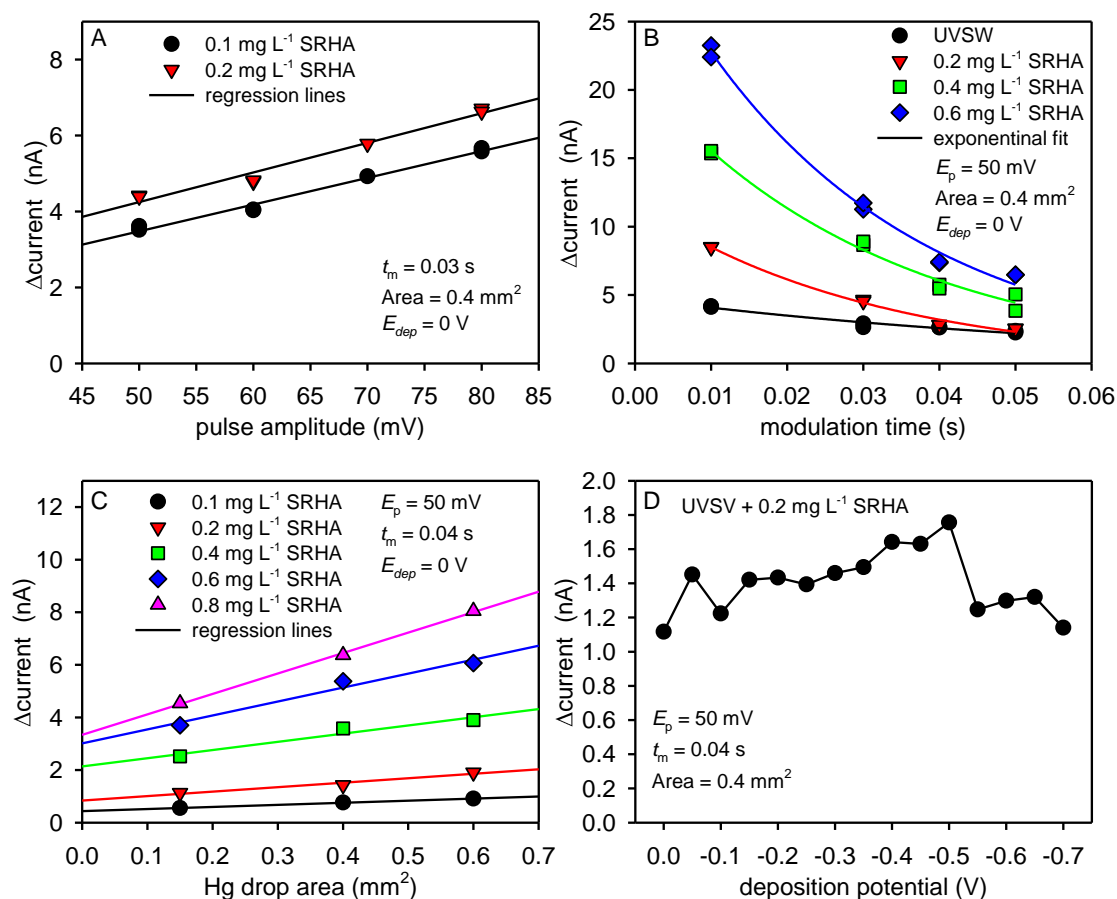 A
0.1 mg L⁻¹ SRHA
0.2 mg L⁻¹ SRHA
regression lines
tₘ = 0.03 s
Area = 0.4 mm²
E_dep = 0 V
Δcurrent (nA)
8
6
4
2
0
45 50 55 60 65 70 75 80 85
pulse amplitude (mV)
B
UVSW
0.2 mg L⁻¹ SRHA
0.4 mg L⁻¹ SRHA
0.6 mg L⁻¹ SRHA
exponentinal fit
Eₚ = 50 mV
Area = 0.4 mm²
E_dep = 0 V
Δcurrent (nA)
25
20
15
10
5
0
0.00 0.01 0.02 0.03 0.04 0.05 0.06
modulation time (s)
C
0.1 mg L⁻¹ SRHA
0.2 mg L⁻¹ SRHA
0.4 mg L⁻¹ SRHA
0.6 mg L⁻¹ SRHA
0.8 mg L⁻¹ SRHA
regression lines
Eₚ = 50 mV
tₘ = 0.04 s
E_dep = 0 V
Δcurrent (nA)
12
10
8
6
4
2
0
0.0 0.1 0.2 0.3 0.4 0.5 0.6 0.7
Hg drop area (mm²)
D
UVSV + 0.2 mg L⁻¹ SRHA
Eₚ = 50 mV
tₘ = 0.04 s
Area = 0.4 mm²
Δcurrent (nA)
2.0
1.8
1.6
1.4
1.2
1.0
0.8
0.6
0.4
0.2
0.0
0.0 -0.1 -0.2 -0.3 -0.4 -0.5 -0.6 -0.7
deposition potential (V)